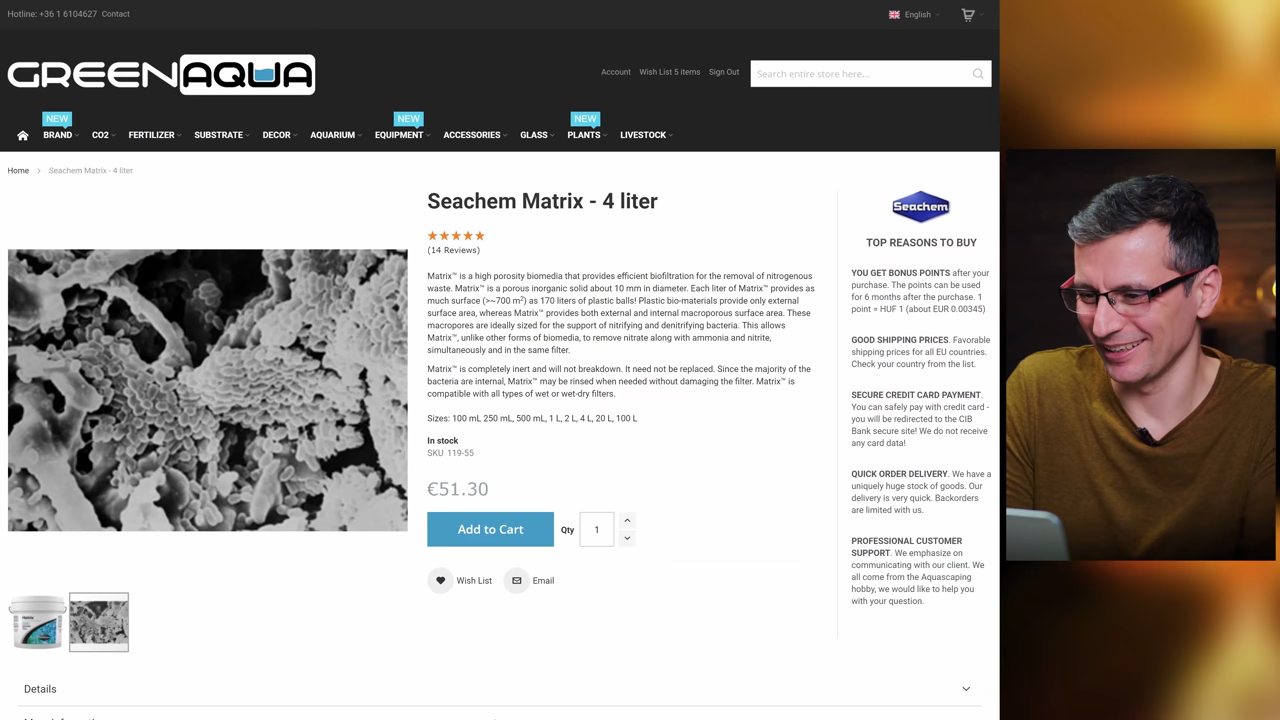 Hotline: +36 1 6104627 Contact
English
GREENAQUA
Account Wish List 5 items Sign Out
Search entire store here...
NEW NEW NEW
BRAND CO2 FERTILIZER SUBSTRATE DECOR AQUARIUM EQUIPMENT ACCESSORIES GLASS PLANTS LIVESTOCK
Home Seachem Matrix - 4 liter
Seachem Matrix - 4 liter
(14 Reviews)
Matrix™ is a high porosity biomedia that provides efficient biofiltration for the removal of nitrogenous
waste. Matrix™ is a porous inorganic solid about 10 mm in diameter. Each liter of Matrix™ provides as
much surface (>~700 m²) as 170 liters of plastic balls! Plastic bio-materials provide only external
surface area, whereas Matrix™ provides both external and internal macroporous surface area. These
macropores are ideally sized for the support of nitrifying and denitrifying bacteria. This allows
Matrix™, unlike other forms of biomedia, to remove nitrate along with ammonia and nitrite,
simultaneously and in the same filter.
Matrix™ is completely inert and will not breakdown. It need not be replaced. Since the majority of the
bacteria are internal, Matrix™ may be rinsed when needed without damaging the filter. Matrix™ is
compatible with all types of wet or wet-dry filters.
Sizes: 100 mL 250 mL, 500 mL, 1 L, 2 L, 4 L, 20 L, 100 L
In stock
SKU 119-55
€51.30
Add to Cart Qty 1
Wish List Email
Seachem
TOP REASONS TO BUY
YOU GET BONUS POINTS after your
purchase. The points can be used
for 6 months after the purchase. 1
point = HUF 1 (about EUR 0.00345)
GOOD SHIPPING PRICES. Favorable
shipping prices for all EU countries.
Check your country from the list.
SECURE CREDIT CARD PAYMENT.
You can safely pay with credit card -
you will be redirected to the CIB
Bank secure site! We do not receive
any card data!
QUICK ORDER DELIVERY. We have a
uniquely huge stock of goods. Our
delivery is very quick. Backorders
are limited with us.
PROFESSIONAL CUSTOMER
SUPPORT. We emphasize on
communicating with our client. We
all come from the Aquascaping
hobby, we would like to help you
with your question.
Details